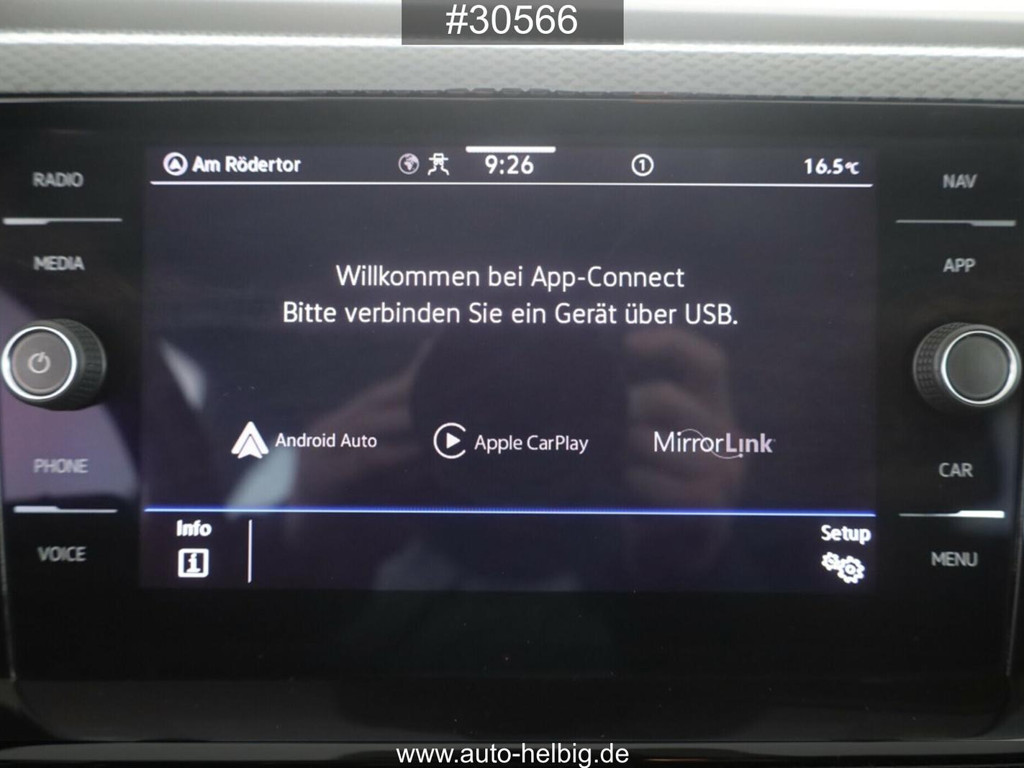 #30566
RADIO
Am Rödertor 9:26 1 16.5°C
NAV
MEDIA
APP
Willkommen bei App-Connect
Bitte verbinden Sie ein Gerät über USB.
Android Auto Apple CarPlay MirrorLink
PHONE
CAR
Info
Setup
VOICE
MENU
www.auto-helbig.de